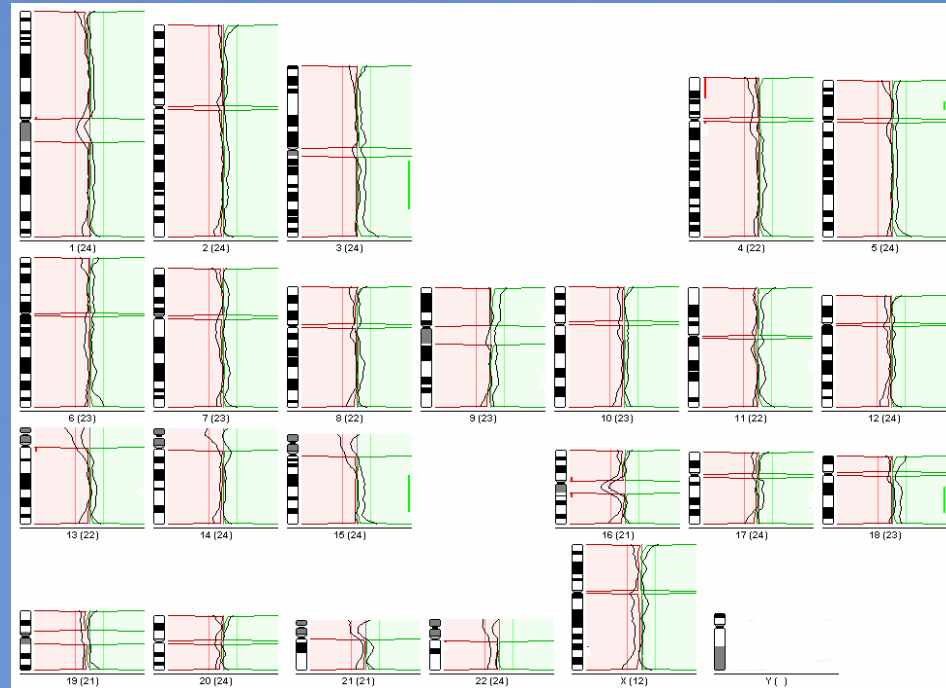 1 (24) 2 (24) 3 (24) 4 (22) 5 (24)
6 (23) 7 (23) 8 (22) 9 (23) 10 (23) 11 (22) 12 (24)
13 (22) 14 (24) 15 (24) 16 (21) 17 (24) 18 (23)
19 (21) 20 (24) 21 (21) 22 (24) X (12) Y ( )